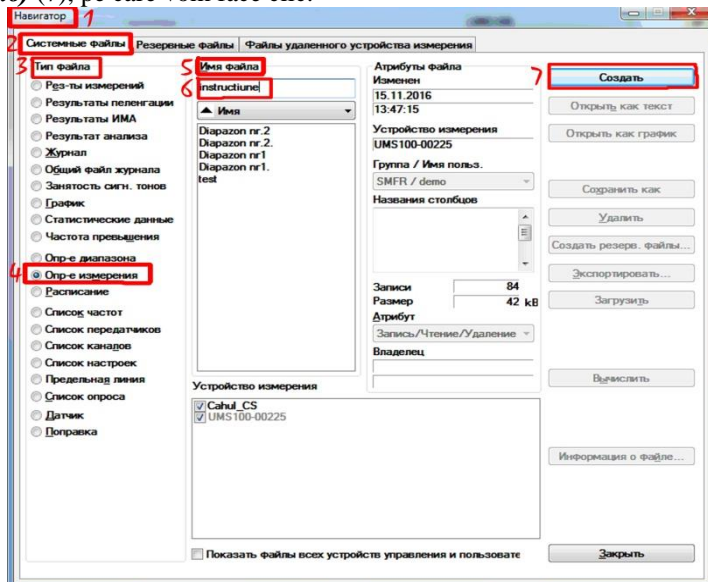 (7), pe care vom face clic.
Навигатор 1
2 Системные файлы Резервные файлы Файлы удаленного устройства измерения
3 Тип файла
Рез-ты измерений
Результаты пеленгации
Результаты ИМА
Результат анализа
Журнал
Общий файл журнала
Занятость сигн. тонов
График
Статистические данные
Частота превышения
Опр-е диапазона
4 Опр-е измерения
Расписание
Список частот
Список передатчиков
Список каналов
Список настроек
Предельная линия
Список опроса
Датчик
Поправка
5 Имя файла
6 instructiune
Имя
Diapazon nr.2
Diapazon nr.2.
Diapazon nr1
Diapazon nr1.
test
Атрибуты файла
Изменен
15.11.2016
13:47:15
Устройство измерения
UMS100-00225
Группа / Имя польз.
SMFR / demo
Названия столбцов
Записи 84
Размер 42 kB
Атрибут
Запись/Чтение/Удаление
Владелец
Устройство измерения
Cahul_CS
UMS100-00225
Показать файлы всех устройств управления и пользовате
7 Создать
Открыть как текст
Открыть как график
Сохранить как
Удалить
Создать резерв. файлы...
Экспортировать...
Загрузить
Вычислить
Информация о файле...
Закрыть